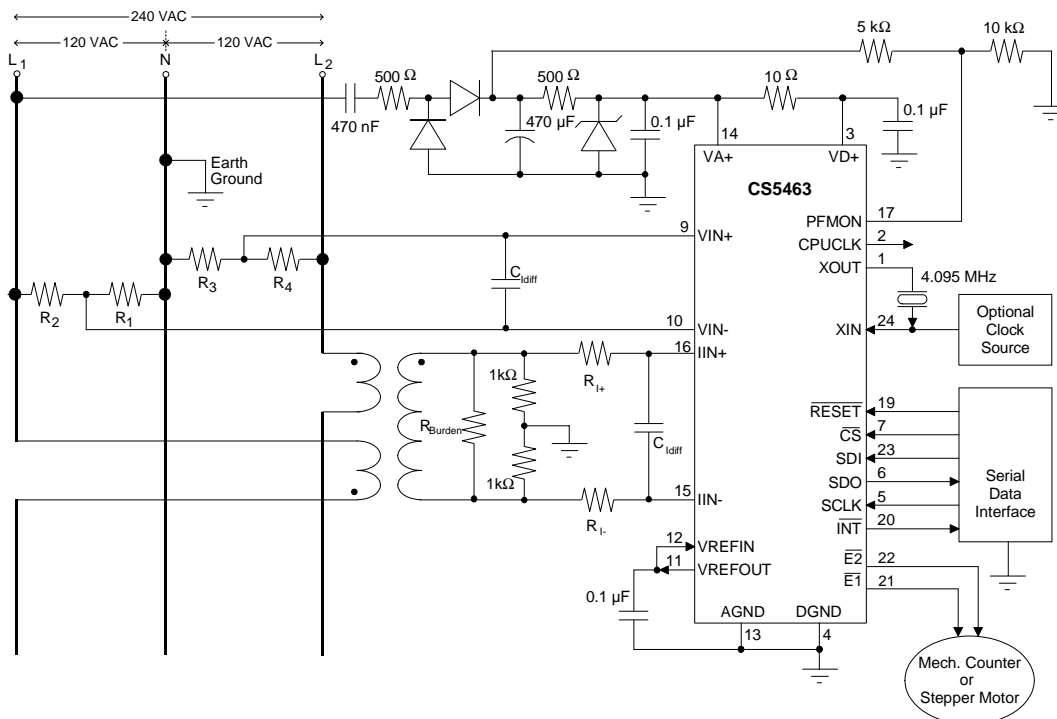 240 VAC
120 VAC
120 VAC
L1
N
L2
5 kΩ
10 kΩ
500 Ω
500 Ω
10 Ω
470 nF
470 µF
0.1 µF
0.1 µF
14
3
VA+
VD+
Earth
Ground
CS5463
PFMON
17
CPUCLK
2
XOUT
1
4.095 MHz
9
VIN+
R3
R4
CIdiff
R2
R1
10
VIN-
XIN
24
Optional
Clock
Source
16
IIN+
1kΩ
RI+
RBurden
CIdiff
1kΩ
15
IIN-
RI-
RESET
19
CS
7
SDI
23
SDO
6
SCLK
5
INT
20
Serial
Data
Interface
12
VREFIN
11
VREFOUT
E2
22
E1
21
0.1 µF
AGND
DGND
13
4
Mech. Counter
or
Stepper Motor